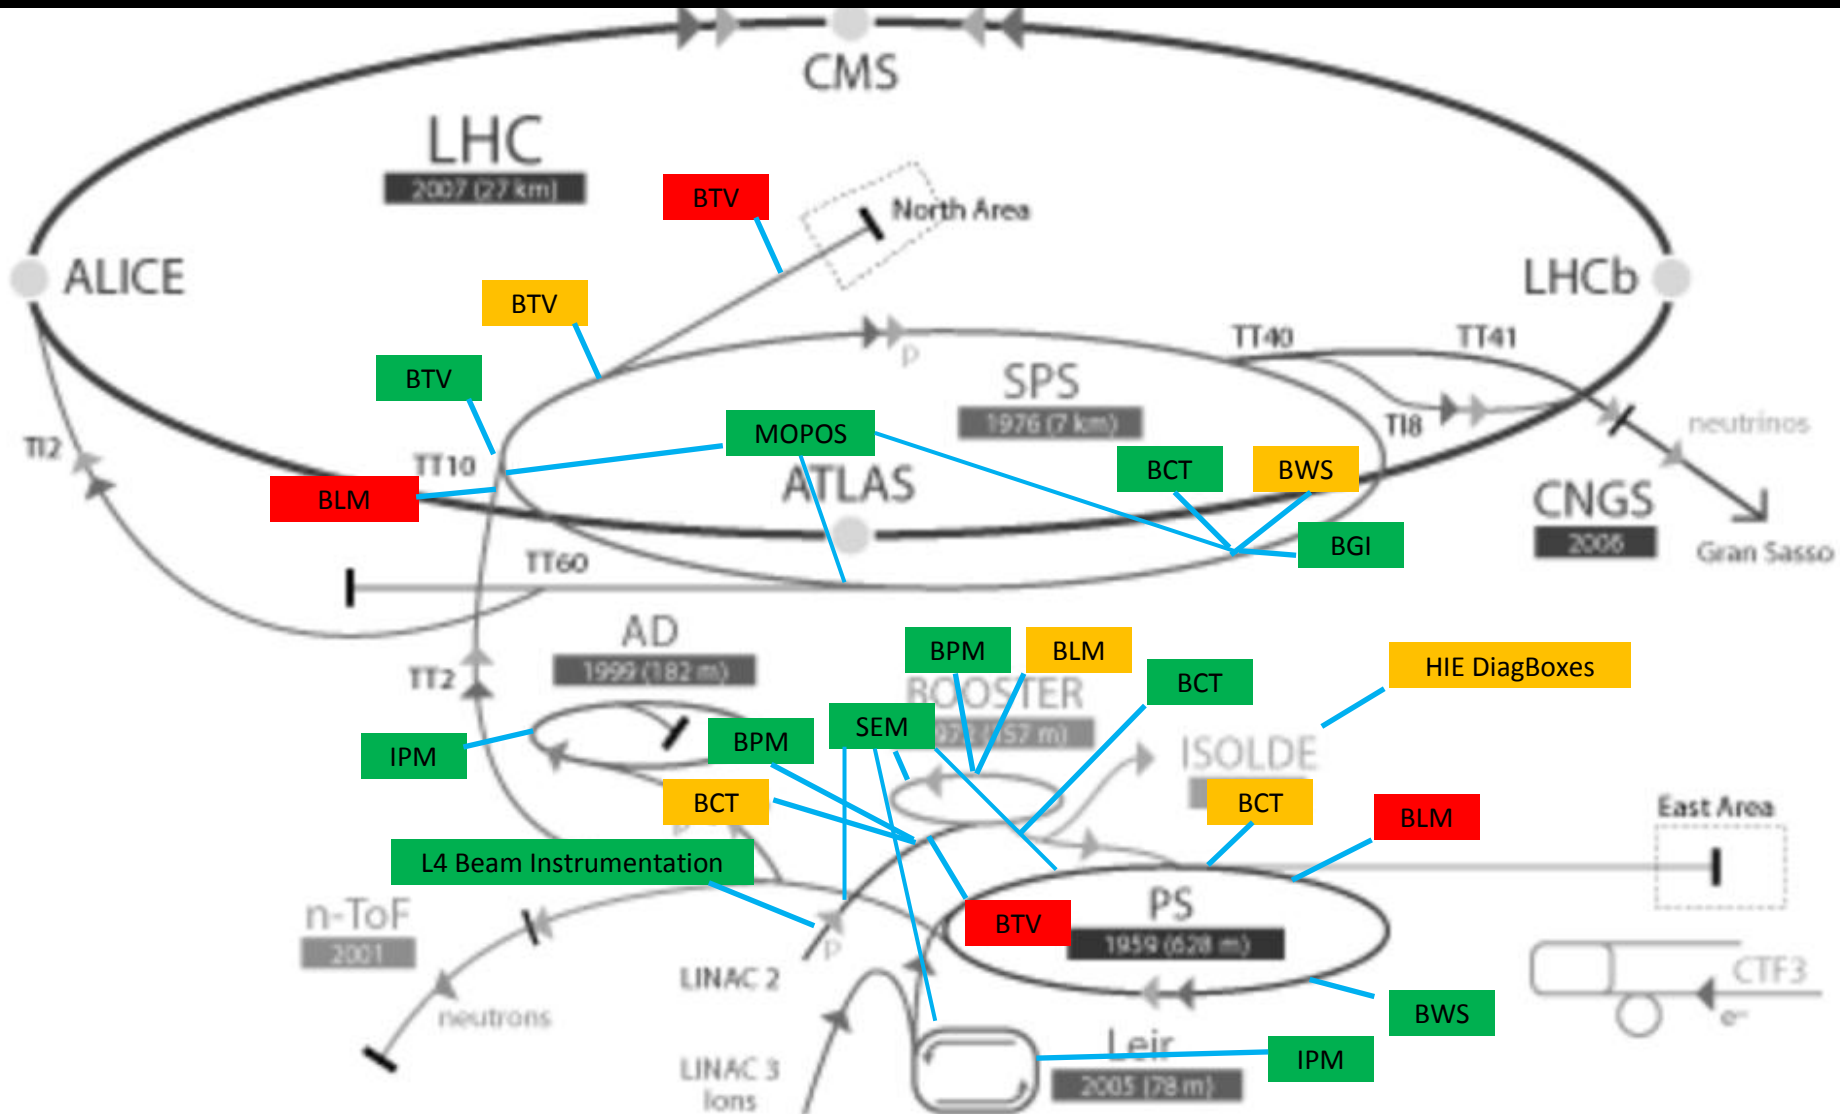 CMS
LHC
2007 (27 km)
BTV
North Area
ALICE
LHCb
BTV
TT40
TT41
p
BTV
SPS
1976 (7 km)
MOPOS
TI8
neutrinos
TI2
TT10
BCT
BWS
BLM
ATLAS
CNGS
2006
BGI
Gran Sasso
TT60
AD
1999 (182 m)
BPM
BLM
HIE DiagBoxes
TT2
BCT
BOOSTER
SEM
BPM
IPM
ISOLDE
BCT
BCT
BLM
East Area
L4 Beam Instrumentation
n-ToF
2001
PS
BTV
1959 (628 m)
p
LINAC 2
CTF3
neutrons
BWS
e-
Leir
IPM
LINAC 3
Ions
2005 (78 m)